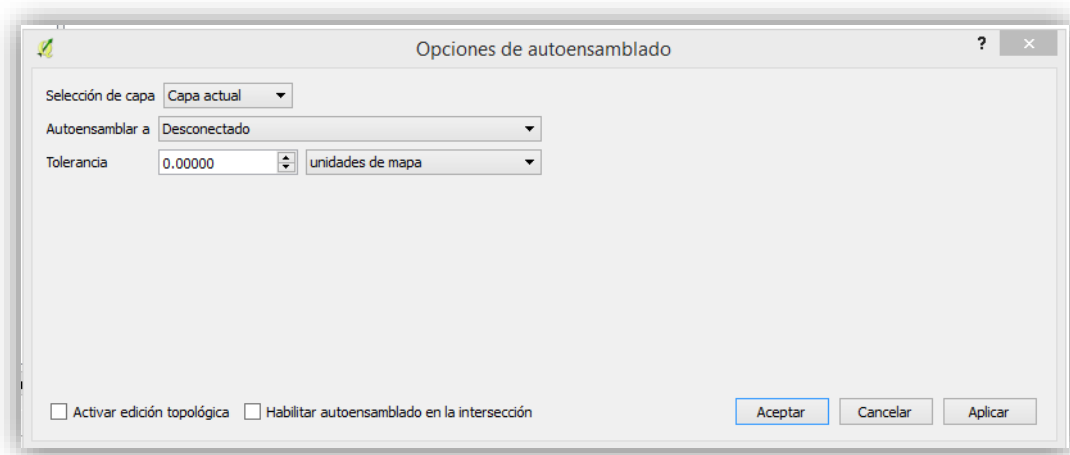 Opciones de autoensamblado
?
Selección de capa Capa actual
Autoensamblar a Desconectado
Tolerancia 0.00000 unidades de mapa
Activar edición topológica Habilitar autoensamblado en la intersección Aceptar Cancelar Aplicar